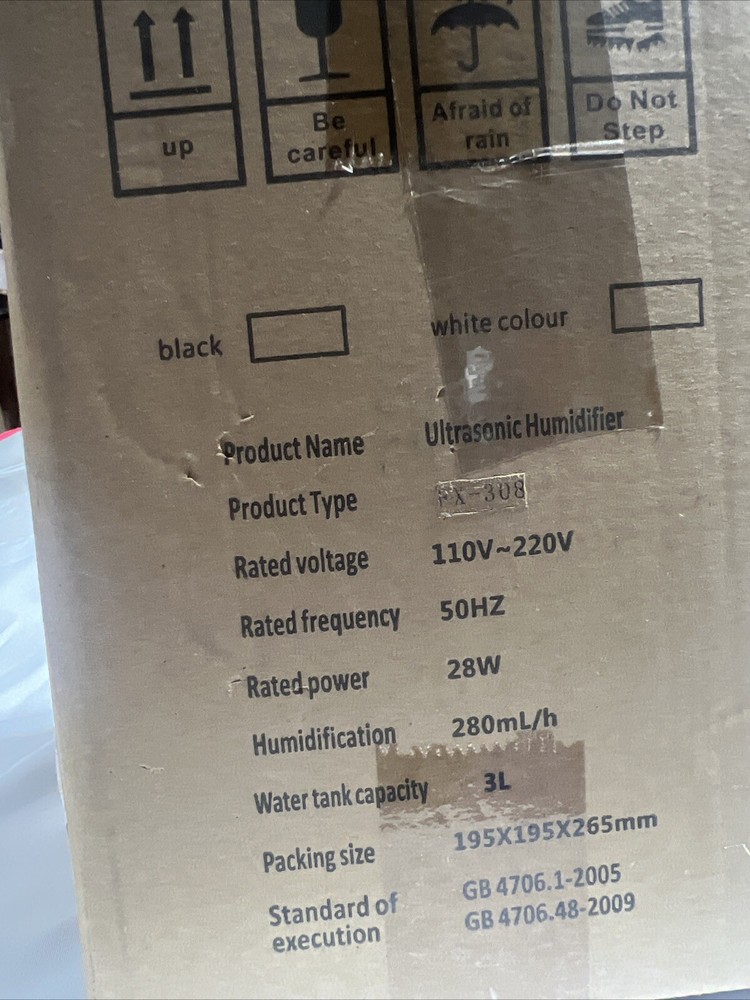 up
Be
careful
Afraid of
rain
Do Not
Step
black
white colour
Product Name Ultrasonic Humidifier
Product Type FX-308
Rated voltage 110V~220V
Rated frequency 50HZ
Rated power 28W
Humidification 280mL/h
Water tank capacity 3L
Packing size 195X195X265mm
Standard of
execution
GB 4706.1-2005
GB 4706.48-2009